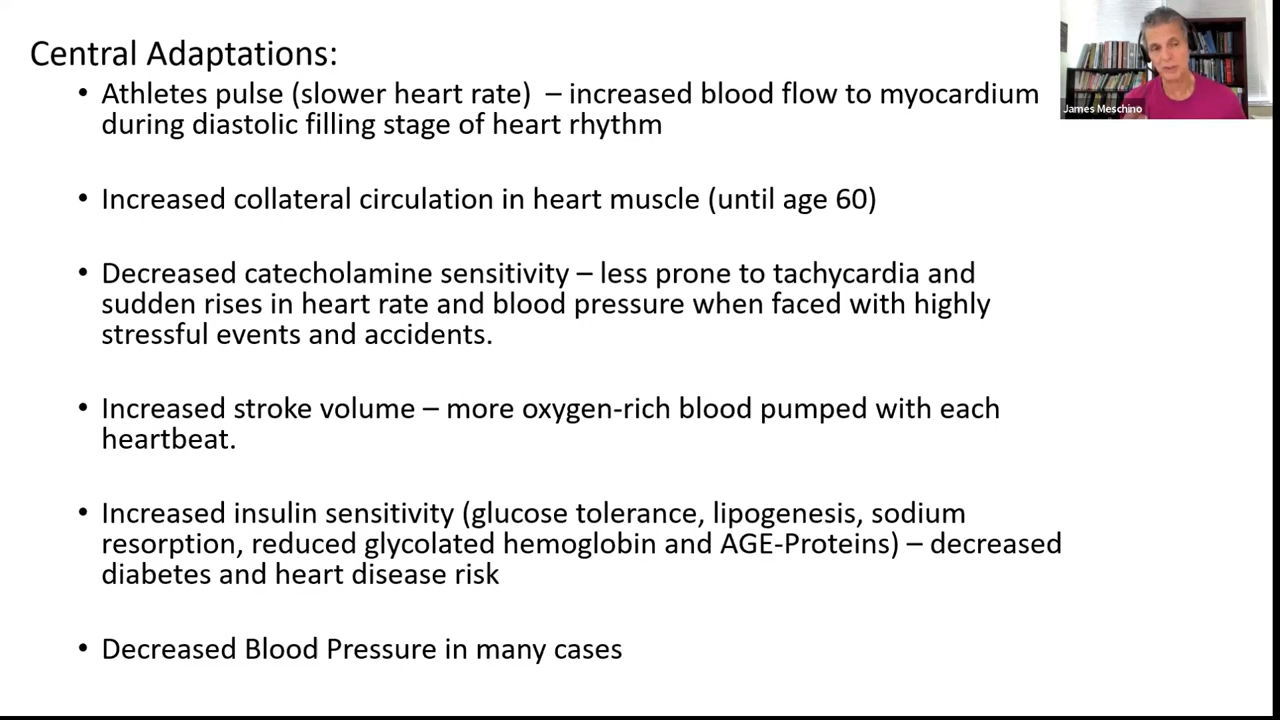 Central Adaptations:
• Athletes pulse (slower heart rate)  – increased blood flow to myocardium
during diastolic filling stage of heart rhythm
• Increased collateral circulation in heart muscle (until age 60)
• Decreased catecholamine sensitivity – less prone to tachycardia and
sudden rises in heart rate and blood pressure when faced with highly
stressful events and accidents.
• Increased stroke volume – more oxygen-rich blood pumped with each
heartbeat.
• Increased insulin sensitivity (glucose tolerance, lipogenesis, sodium
resorption, reduced glycolated hemoglobin and AGE-Proteins) – decreased
diabetes and heart disease risk
• Decreased Blood Pressure in many cases
James Meschino